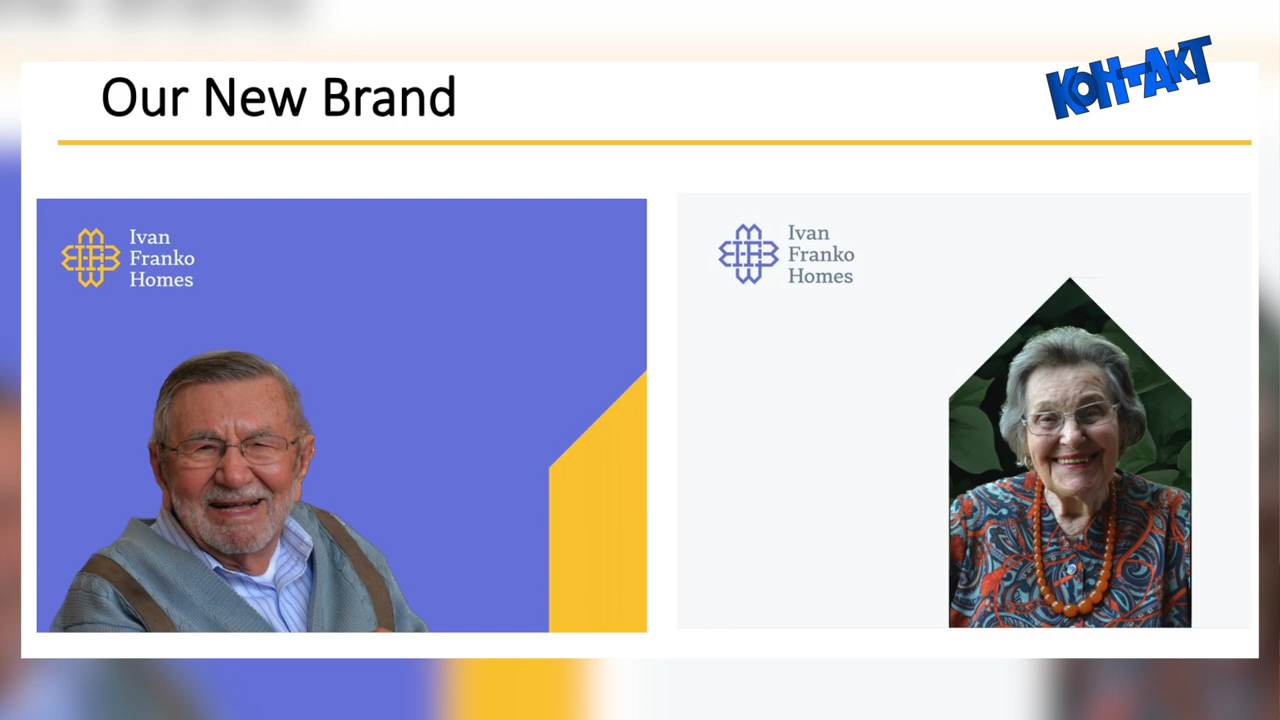 Our New Brand
КОНТАКТ
Ivan
Franko
Homes
Ivan
Franko
Homes